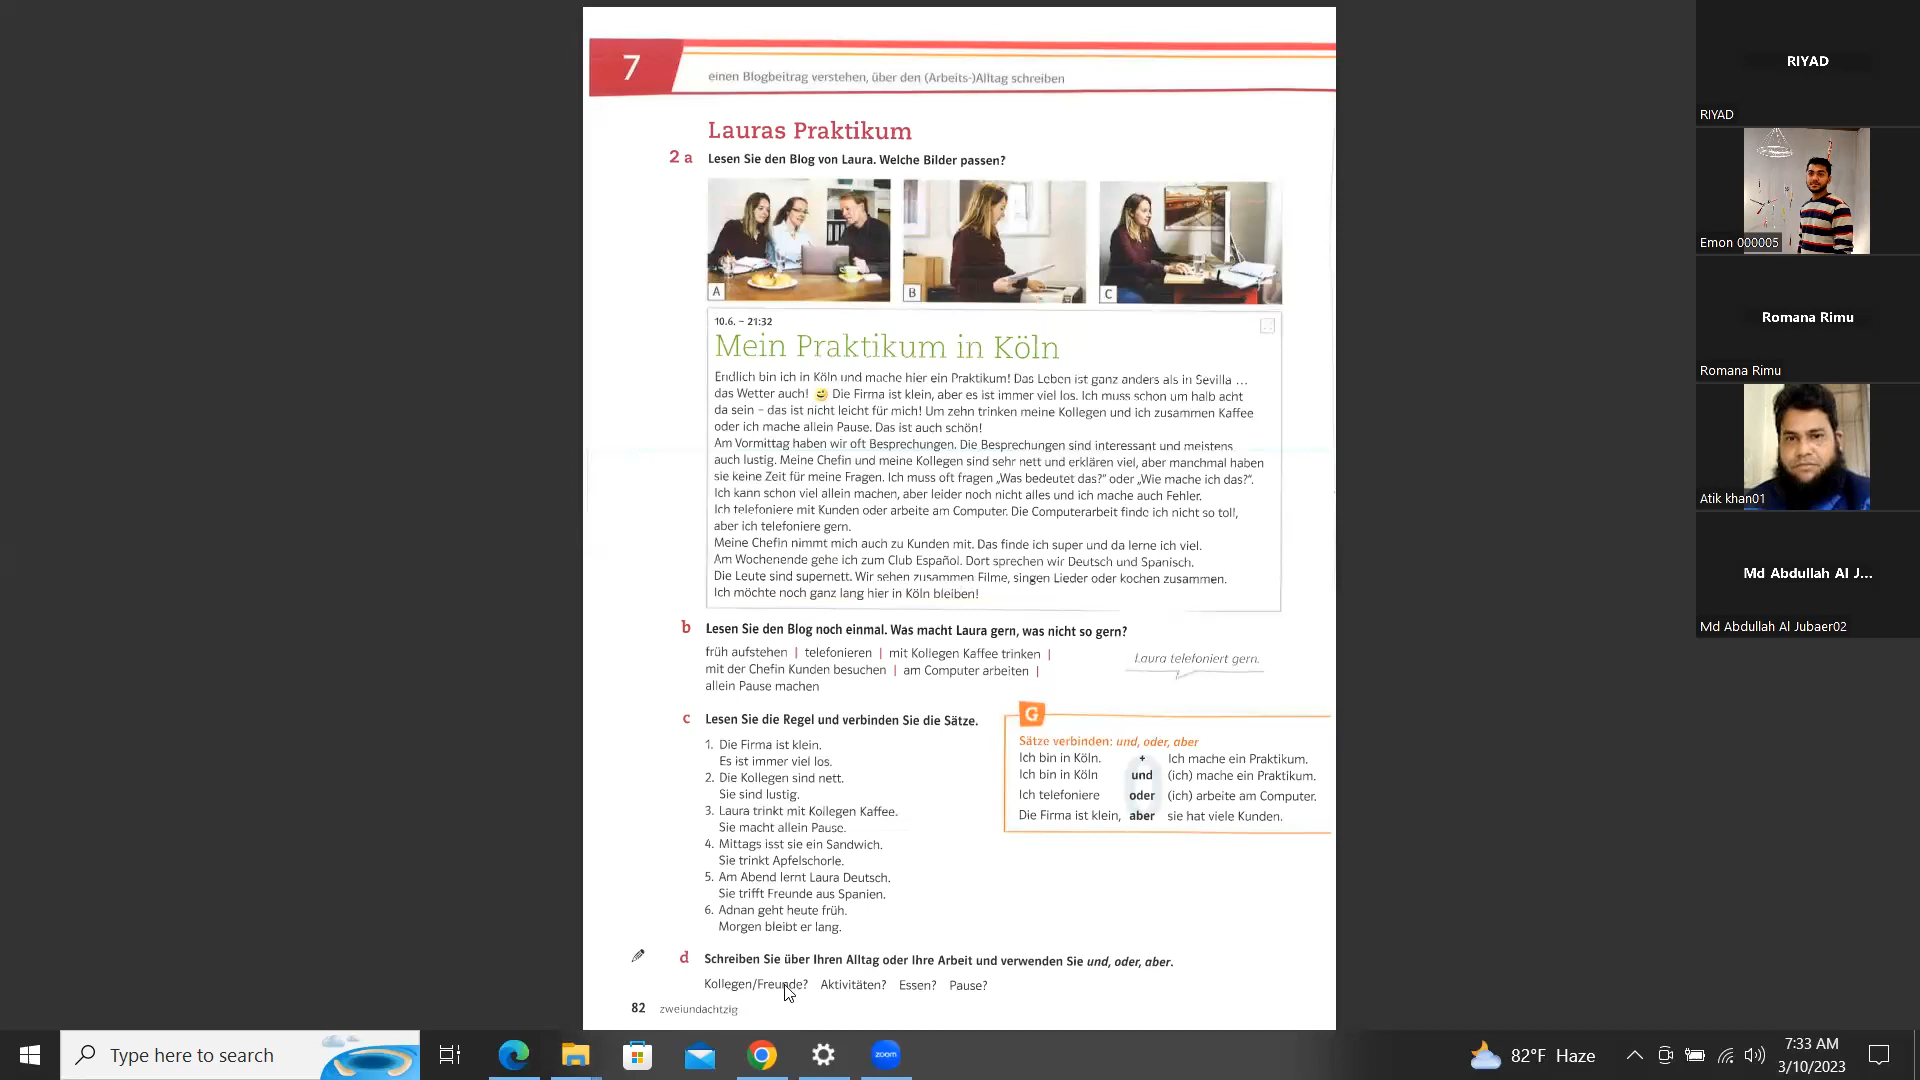 7
einen Blogbeitrag verstehen, über den (Arbeits-)Alltag schreiben
Lauras Praktikum
2 a Lesen Sie den Blog von Laura. Welche Bilder passen?
A B C
10.6. – 21:32
Mein Praktikum in Köln
Endlich bin ich in Köln und mache hier ein Praktikum! Das Leben ist ganz anders als in Sevilla …
das Wetter auch! 😄 Die Firma ist klein, aber es ist immer viel los. Ich muss schon um halb acht
da sein – das ist nicht leicht für mich! Um zehn trinken meine Kollegen und ich zusammen Kaffee
oder ich mache allein Pause. Das ist auch schön!
Am Vormittag haben wir oft Besprechungen. Die Besprechungen sind interessant und meistens
auch lustig. Meine Chefin und meine Kollegen sind sehr nett und erklären viel, aber manchmal haben
sie keine Zeit für meine Fragen. Ich muss oft fragen „Was bedeutet das?“ oder „Wie mache ich das?“.
Ich kann schon viel allein machen, aber leider noch nicht alles und ich mache auch Fehler.
Ich telefoniere mit Kunden oder arbeite am Computer. Die Computerarbeit finde ich nicht so toll,
aber ich telefoniere gern.
Meine Chefin nimmt mich auch zu Kunden mit. Das finde ich super und da lerne ich viel.
Am Wochenende gehe ich zum Club Español. Dort sprechen wir Deutsch und Spanisch.
Die Leute sind supernett. Wir sehen zusammen Filme, singen Lieder oder kochen zusammen.
Ich möchte noch ganz lang hier in Köln bleiben!
b Lesen Sie den Blog noch einmal. Was macht Laura gern, was nicht so gern?
früh aufstehen | telefonieren | mit Kollegen Kaffee trinken |
mit der Chefin Kunden besuchen | am Computer arbeiten |
allein Pause machen
Laura telefoniert gern.
c Lesen Sie die Regel und verbinden Sie die Sätze.
1. Die Firma ist klein.
Es ist immer viel los.
2. Die Kollegen sind nett.
Sie sind lustig.
3. Laura trinkt mit Kollegen Kaffee.
Sie macht allein Pause.
4. Mittags isst sie ein Sandwich.
Sie trinkt Apfelschorle.
5. Am Abend lernt Laura Deutsch.
Sie trifft Freunde aus Spanien.
6. Adnan geht heute früh.
Morgen bleibt er lang.
G
Sätze verbinden: und, oder, aber
Ich bin in Köln. + Ich mache ein Praktikum.
Ich bin in Köln und (ich) mache ein Praktikum.
Ich telefoniere oder (ich) arbeite am Computer.
Die Firma ist klein, aber sie hat viele Kunden.
d Schreiben Sie über Ihren Alltag oder Ihre Arbeit und verwenden Sie und, oder, aber.
Kollegen/Freunde? Aktivitäten? Essen? Pause?
82 zweiundachtzig
RIYAD
RIYAD
Emon 000005
Romana Rimu
Romana Rimu
Atik khan01
Md Abdullah Al J...
Md Abdullah Al Jubaer02
Type here to search
zoom
82°F Haze
7:33 AM
3/10/2023